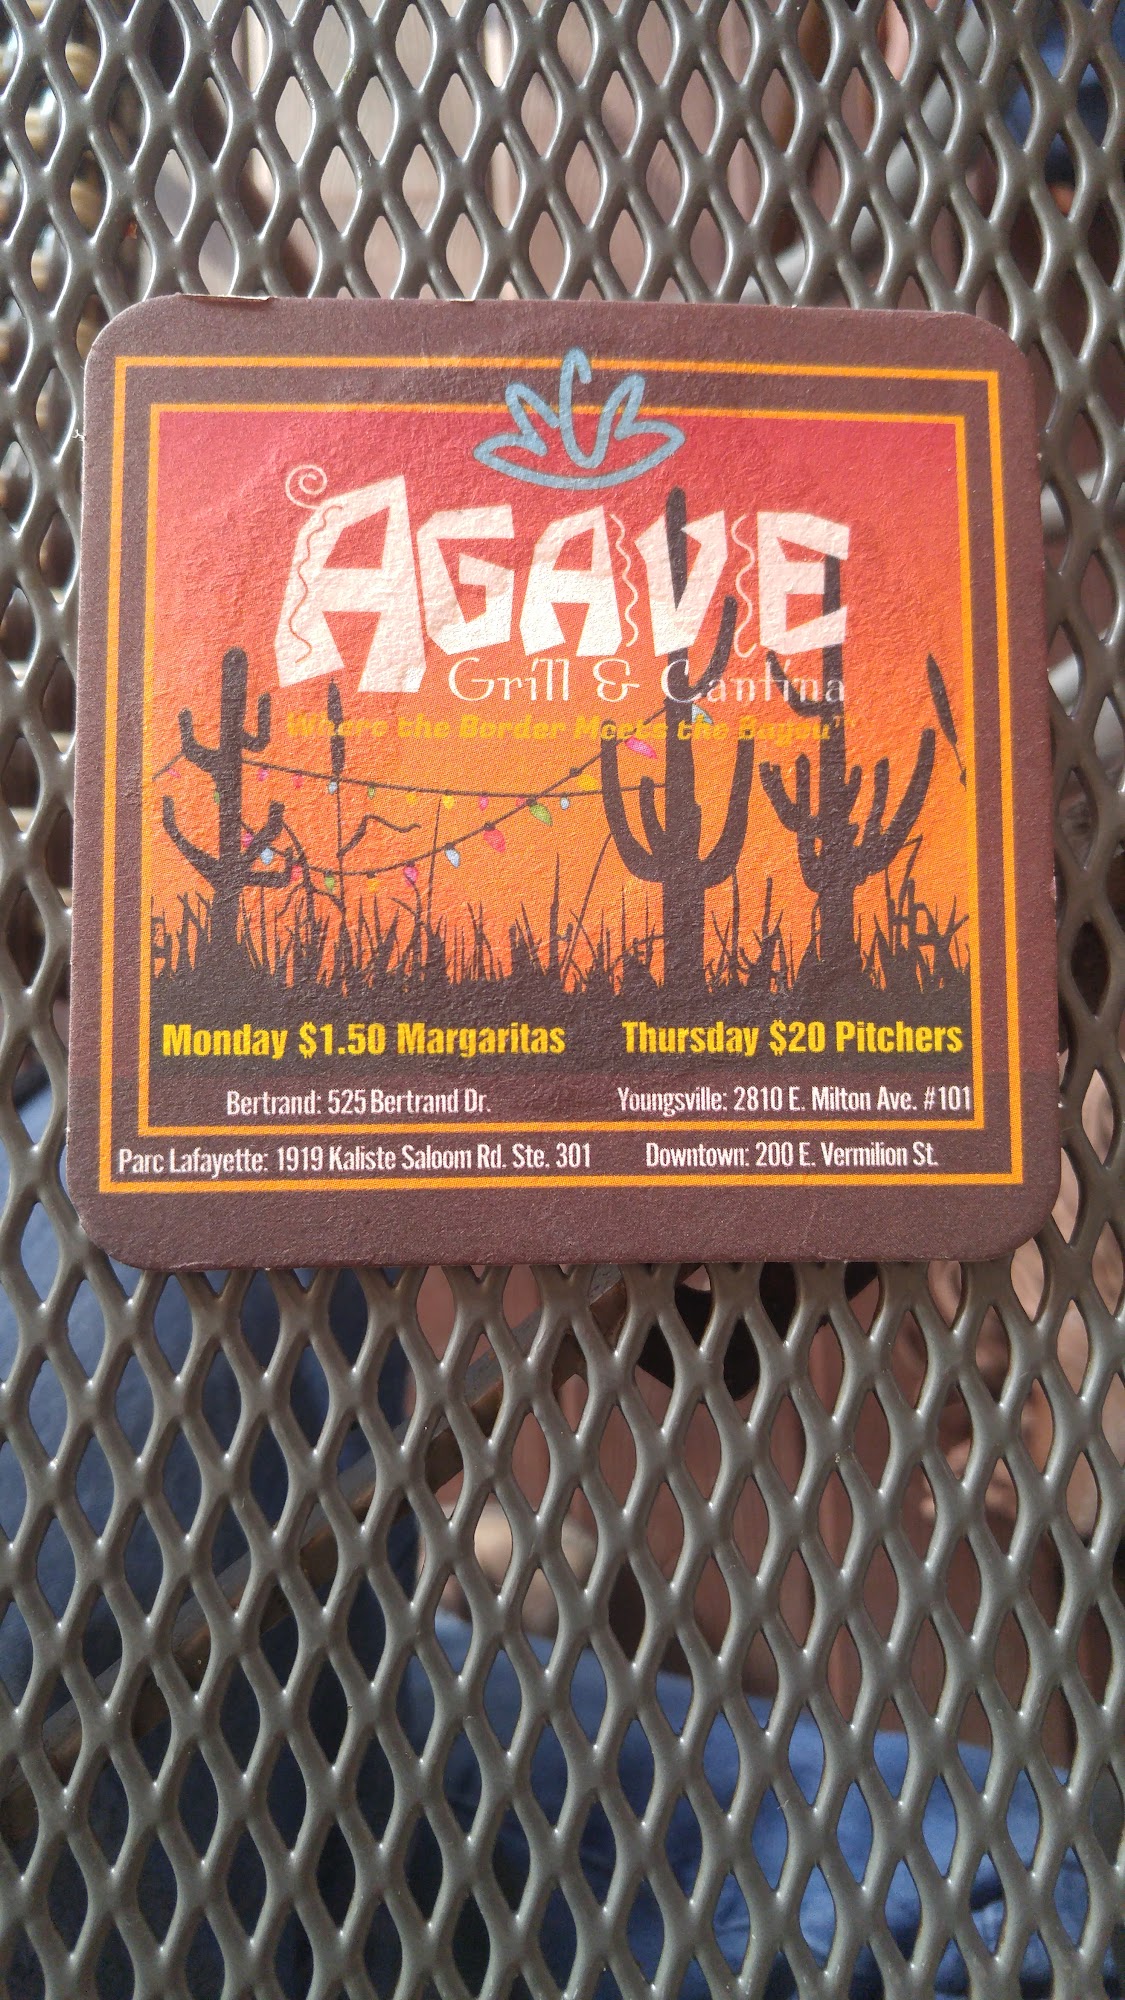 AGAVE
Grill & Cantina
Where the Border Meets the Bayou™
Monday $1.50 Margaritas Thursday $20 Pitchers
Bertrand: 525 Bertrand Dr. Youngsville: 2810 E. Milton Ave. #101
Parc Lafayette: 1919 Kaliste Saloom Rd. Ste. 301 Downtown: 200 E. Vermilion St.